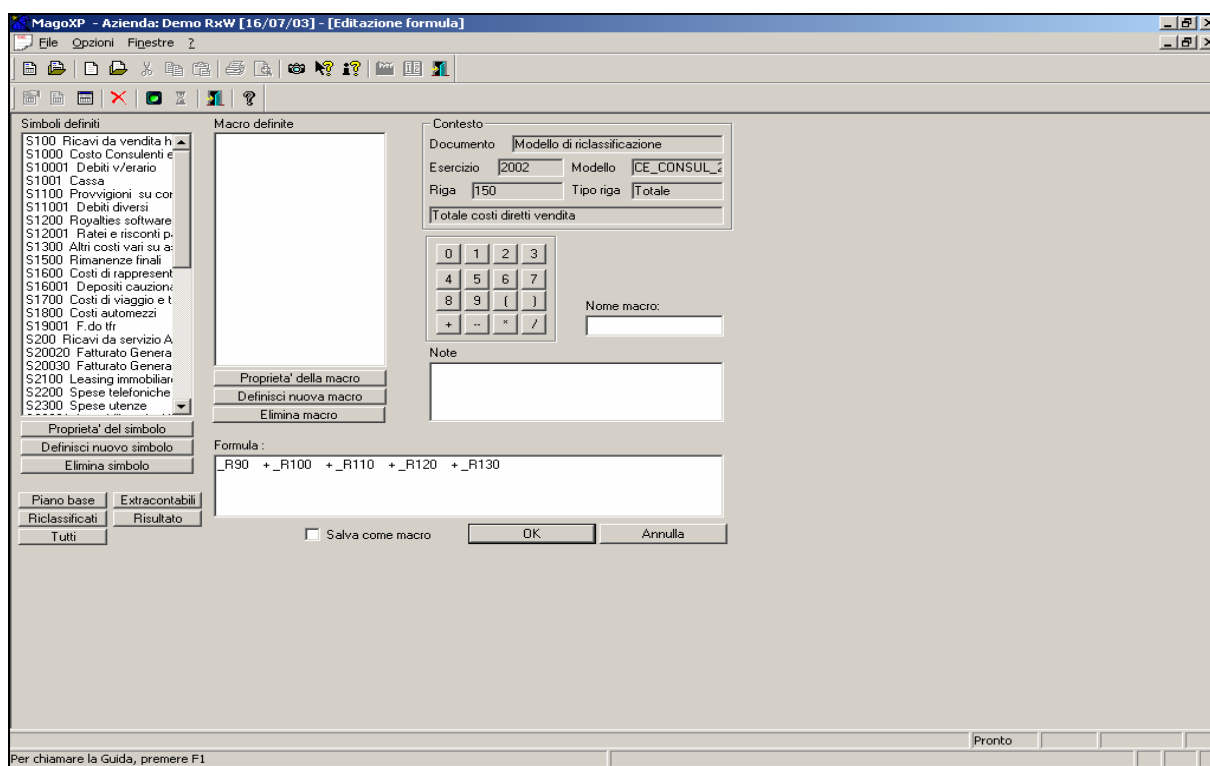 MagoXP - Azienda: Demo RxW [16/07/03] - [Editazione formula]
File Opzioni Finestre ?
Simboli definiti
S100 Ricavi da vendita h
S1000 Costo Consulenti e
S10001 Debiti v/erario
S1001 Cassa
S1100 Provvigioni su con
S11001 Debiti diversi
S1200 Royalties software
S12001 Ratei e risconti pa
S1300 Altri costi vari su a
S1500 Rimanenze finali
S1600 Costi di rappresent
S16001 Depositi cauziona
S1700 Costi di viaggio e t
S1800 Costi automezzi
S19001 F.do tfr
S200 Ricavi da servizio A
S20020 Fatturato Genera
S20030 Fatturato Genera
S2100 Leasing immobiliari
S2200 Spese telefoniche
S2300 Spese utenze
Proprieta' del simbolo
Definisci nuovo simbolo
Elimina simbolo
Piano base Extracontabili
Riclassificati Risultato
Tutti
Macro definite
Proprieta' della macro
Definisci nuova macro
Elimina macro
Contesto
Documento Modello di riclassificazione
Esercizio 2002 Modello CE_CONSUL_2
Riga 150 Tipo riga Totale
Totale costi diretti vendita
0 1 2 3
4 5 6 7
8 9 ( )
+ -- * /
Nome macro:
Note
Formula :
_R90 + _R100 + _R110 + _R120 + _R130
Salva come macro OK Annulla
Pronto
Per chiamare la Guida, premere F1